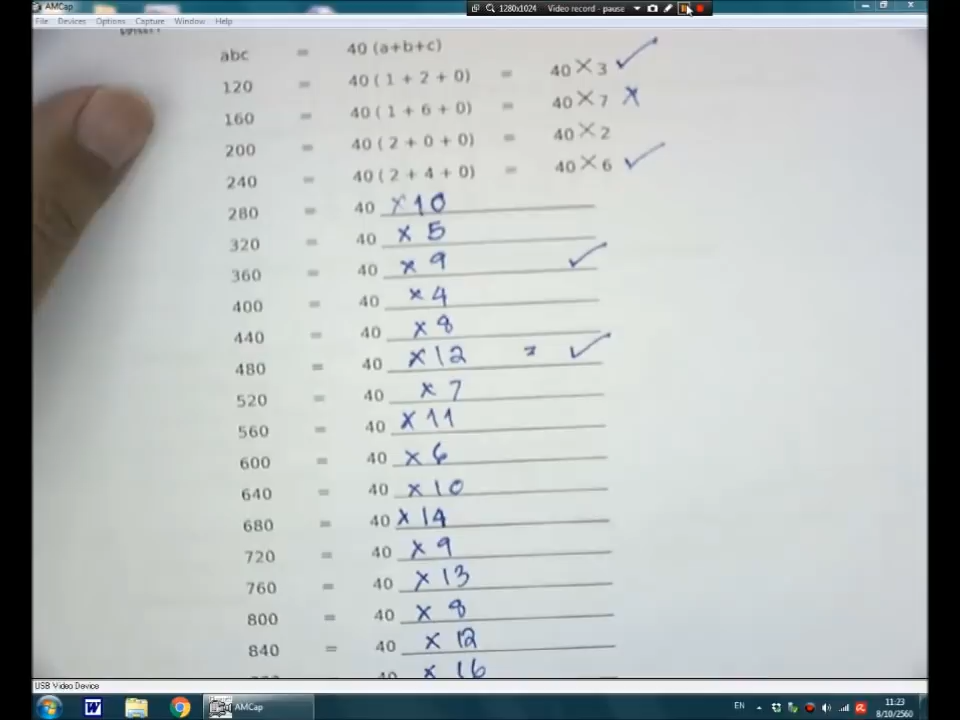 AMCap
1280x1024 Video record - pause
File Devices Options Capture Window Help
abc = 40 (a+b+c)
120 = 40 ( 1 + 2 + 0) = 40 × 3 ✓
160 = 40 ( 1 + 6 + 0) = 40 × 7 ✗
200 = 40 ( 2 + 0 + 0) = 40 × 2
240 = 40 ( 2 + 4 + 0) = 40 × 6 ✓
280 = 40 × 10
320 = 40 × 5
360 = 40 × 9 ✓
400 = 40 × 4
440 = 40 × 8
480 = 40 × 12 = ✓
520 = 40 × 7
560 = 40 × 11
600 = 40 × 6
640 = 40 × 10
680 = 40 × 14
720 = 40 × 9
760 = 40 × 13
800 = 40 × 8
840 = 40 × 12
40 × 16
USB Video Device
AMCap EN 11:23
8/10/2560